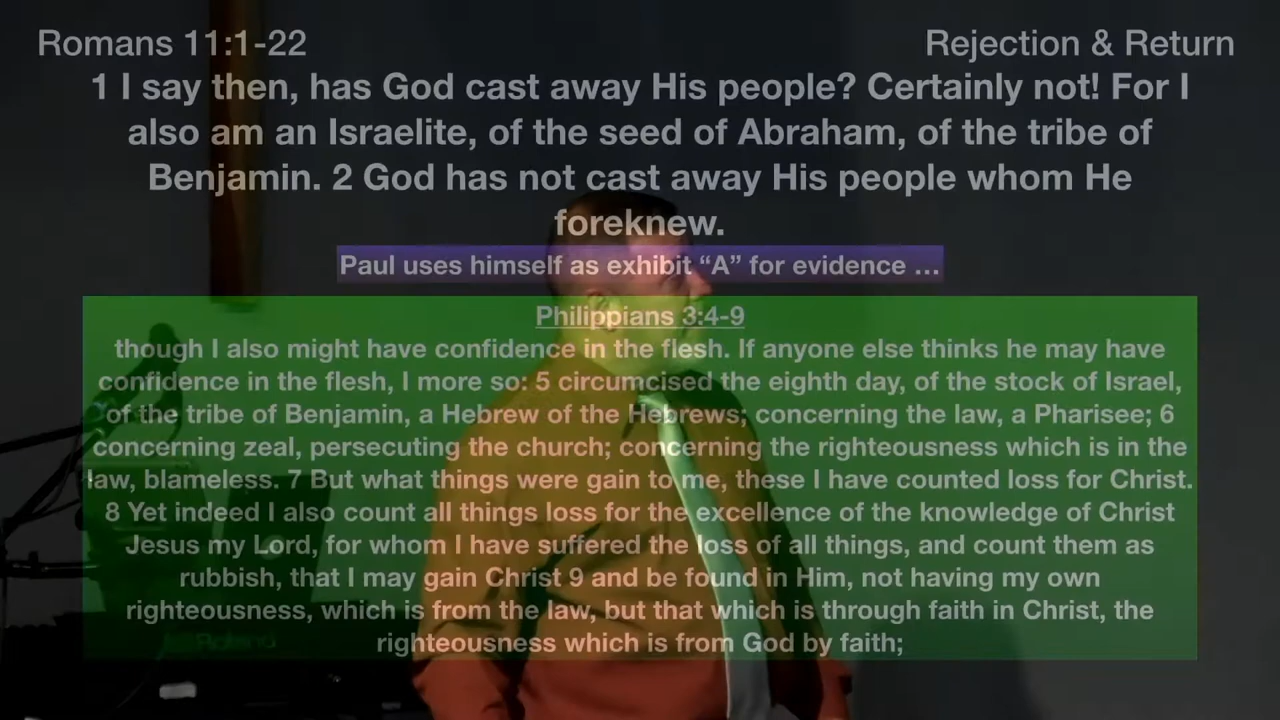 Romans 11:1-22
Rejection & Return
1 I say then, has God cast away His people? Certainly not! For I
also am an Israelite, of the seed of Abraham, of the tribe of
Benjamin. 2 God has not cast away His people whom He
foreknew.
Paul uses himself as exhibit “A” for evidence …
Philippians 3:4-9
though I also might have confidence in the flesh. If anyone else thinks he may have
confidence in the flesh, I more so: 5 circumcised the eighth day, of the stock of Israel,
of the tribe of Benjamin, a Hebrew of the Hebrews; concerning the law, a Pharisee; 6
concerning zeal, persecuting the church; concerning the righteousness which is in the
law, blameless. 7 But what things were gain to me, these I have counted loss for Christ.
8 Yet indeed I also count all things loss for the excellence of the knowledge of Christ
Jesus my Lord, for whom I have suffered the loss of all things, and count them as
rubbish, that I may gain Christ 9 and be found in Him, not having my own
righteousness, which is from the law, but that which is through faith in Christ, the
righteousness which is from God by faith;
Roland